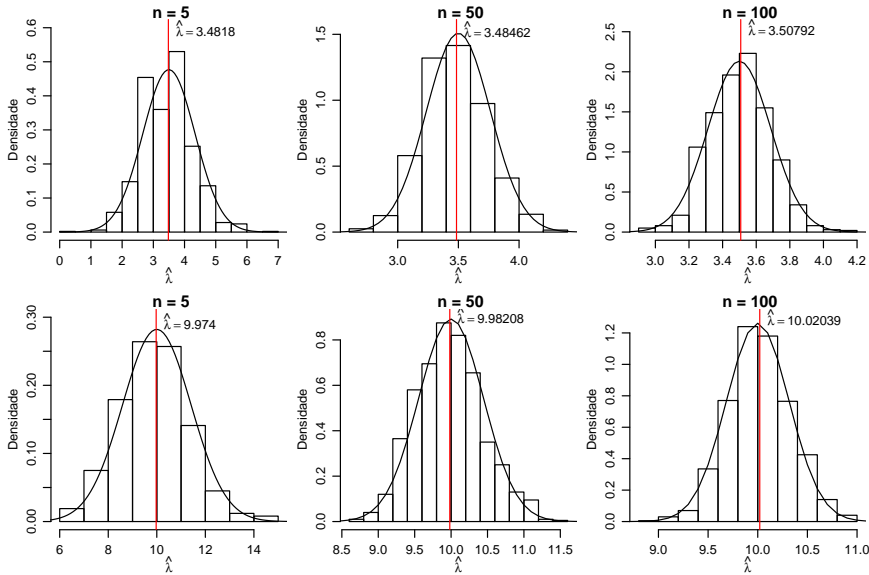 n = 5
λ̂ = 3.4818
Densidade
0.0 0.1 0.2 0.3 0.4 0.5 0.6
0 1 2 3 4 5 6 7
λ̂
n = 50
λ̂ = 3.48462
Densidade
0.0 0.5 1.0 1.5
3.0 3.5 4.0
λ̂
n = 100
λ̂ = 3.50792
Densidade
0.0 0.5 1.0 1.5 2.0 2.5
3.0 3.2 3.4 3.6 3.8 4.0 4.2
λ̂
n = 5
λ̂ = 9.974
Densidade
0.00 0.10 0.20 0.30
6 8 10 12 14
λ̂
n = 50
λ̂ = 9.98208
Densidade
0.0 0.2 0.4 0.6 0.8
8.5 9.0 9.5 10.0 10.5 11.0 11.5
λ̂
n = 100
λ̂ = 10.02039
Densidade
0.0 0.2 0.4 0.6 0.8 1.0 1.2
9.0 9.5 10.0 10.5 11.0
λ̂